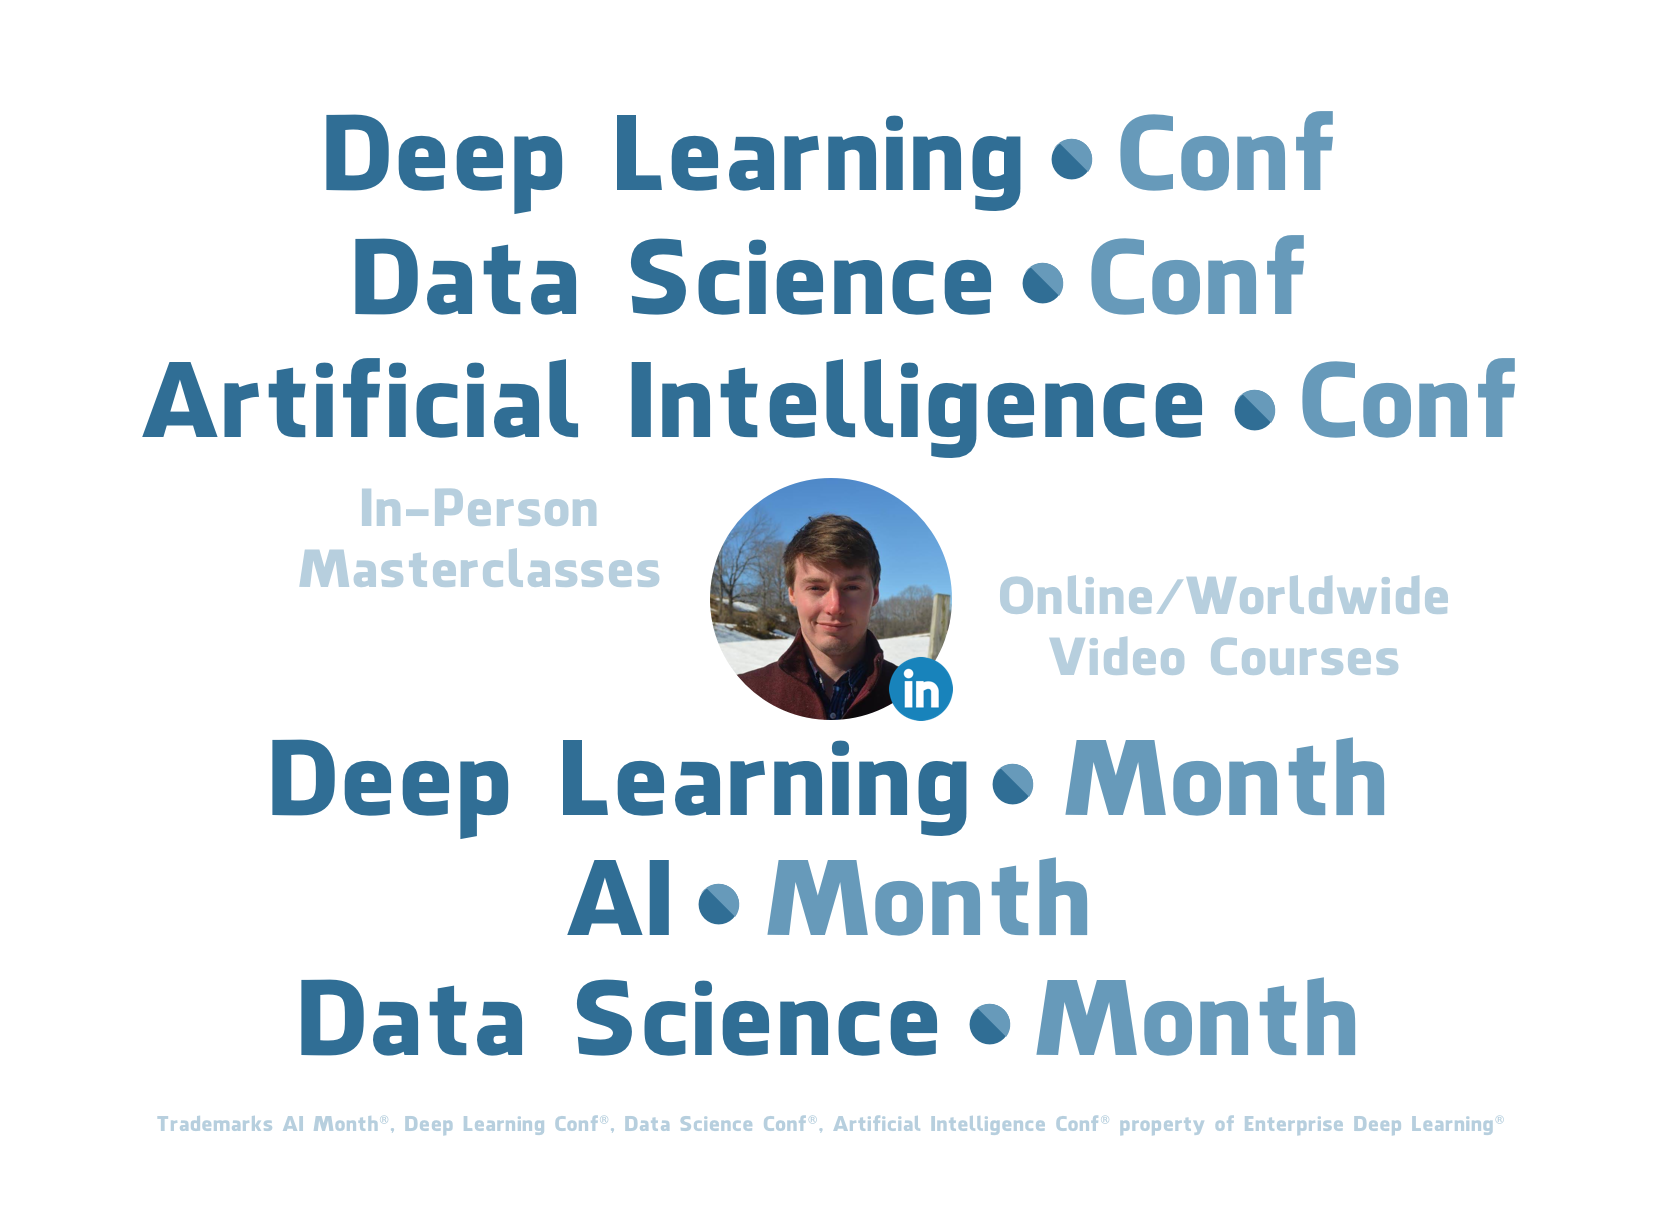 Deep Learning • Conf
Data Science • Conf
Artificial Intelligence • Conf
In-Person
Masterclasses
Online/Worldwide
Video Courses
in
Deep Learning • Month
AI • Month
Data Science • Month
Trademarks AI Month®, Deep Learning Conf®, Data Science Conf®, Artificial Intelligence Conf® property of Enterprise Deep Learning®